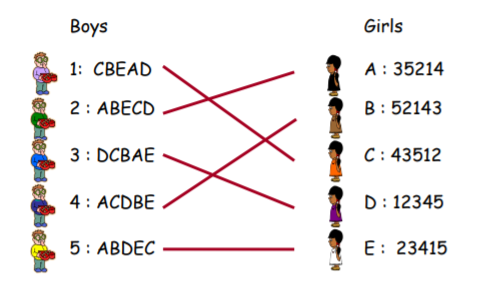 Boys Girls
1: CBEAD A : 35214
2 : ABECD B : 52143
3 : DCBAE C : 43512
4 : ACDBE D : 12345
5 : ABDEC E : 23415